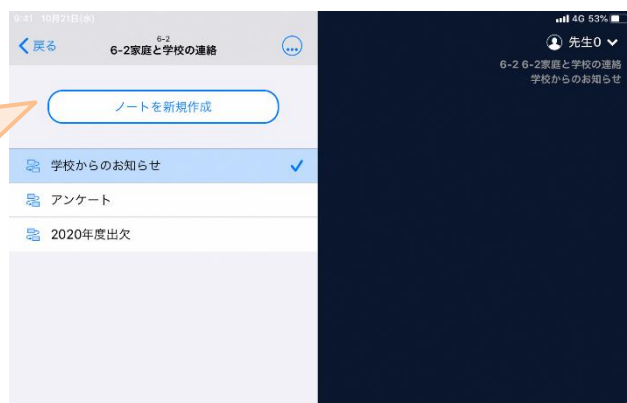 9:41 10月21日(水)
4G 53%
戻る
6-2
6-2家庭と学校の連絡
先生0
6-2 6-2家庭と学校の連絡
学校からのお知らせ
ノートを新規作成
学校からのお知らせ
アンケート
2020年度出欠